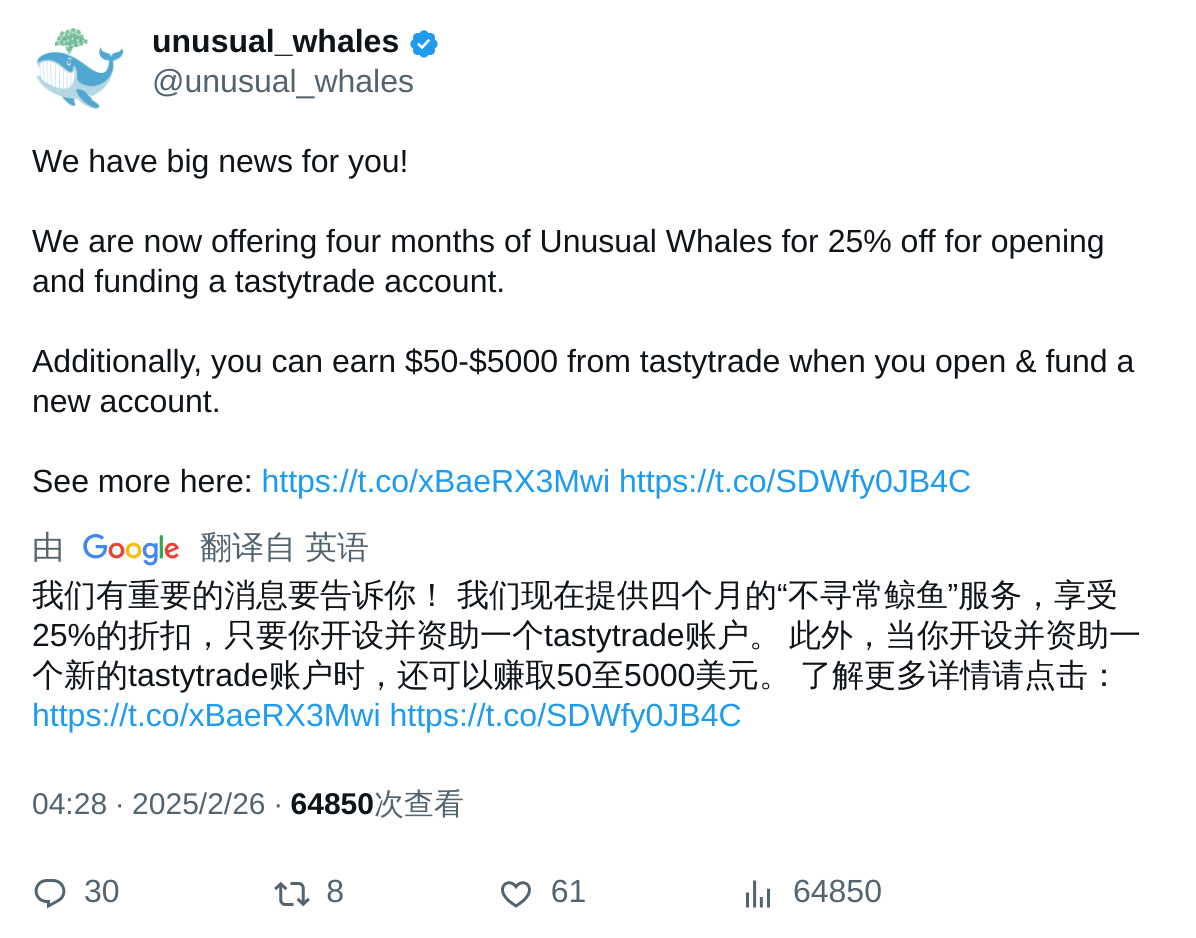 unusual_whales
@unusual_whales
We have big news for you!
We are now offering four months of Unusual Whales for 25% off for opening
and funding a tastytrade account.
Additionally, you can earn $50-$5000 from tastytrade when you open & fund a
new account.
See more here: https://t.co/xBaeRX3Mwi https://t.co/SDWfy0JB4C
由 Google 翻译自 英语
我们有重要的消息要告诉你！ 我们现在提供四个月的“不寻常鲸鱼”服务，享受
25%的折扣，只要你开设并资助一个tastytrade账户。 此外，当你开设并资助一
个新的tastytrade账户时，还可以赚取50至5000美元。 了解更多详情请点击：
https://t.co/xBaeRX3Mwi https://t.co/SDWfy0JB4C
04:28 · 2025/2/26 · 64850次查看
30 8 61 64850